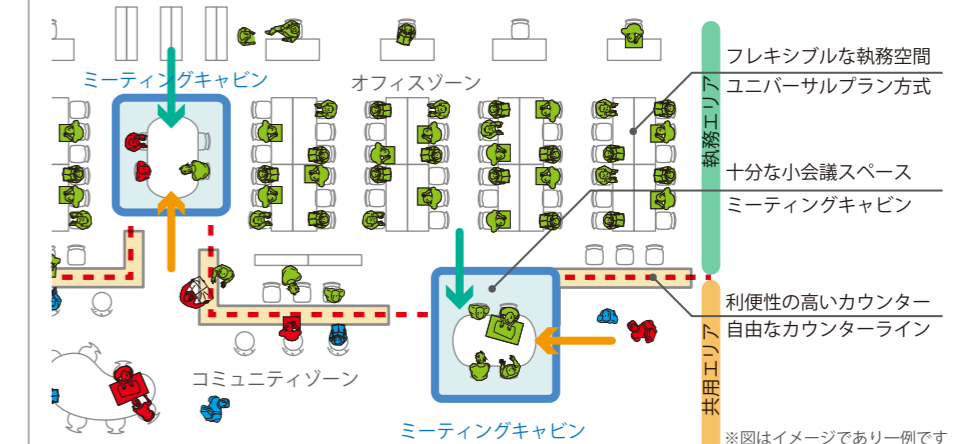 ミーティングキャビン
オフィスゾーン
フレキシブルな執務空間
ユニバーサルプラン方式
執務エリア
十分な小会議スペース
ミーティングキャビン
利便性の高いカウンター
自由なカウンターライン
共用エリア
コミュニティゾーン
ミーティングキャビン
※図はイメージであり一例です